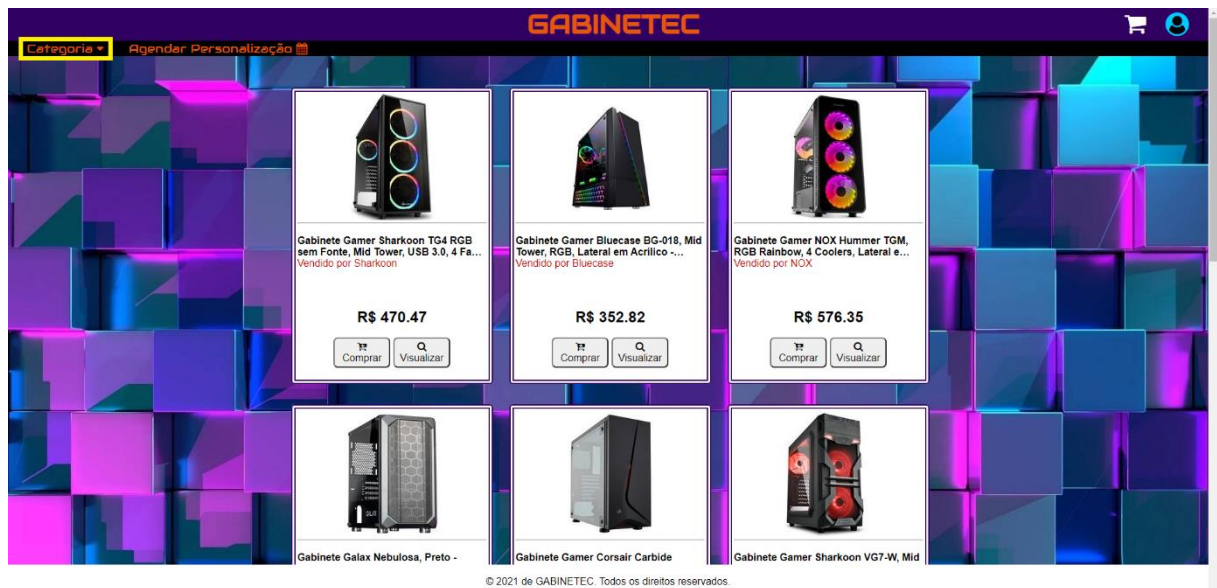 GABINETEC
Categoria
Agendar Personalização
Gabinete Gamer Sharkoon TG4 RGB
sem Fonte, Mid Tower, USB 3.0, 4 Fa...
Vendido por Sharkoon
R$ 470.47
Comprar
Visualizar
Gabinete Gamer Bluecase BG-018, Mid
Tower, RGB, Lateral em Acrílico -...
Vendido por Bluecase
R$ 352.82
Comprar
Visualizar
Gabinete Gamer NOX Hummer TGM,
RGB Rainbow, 4 Coolers, Lateral e...
Vendido por NOX
R$ 576.35
Comprar
Visualizar
Gabinete Galax Nebulosa, Preto -
Gabinete Gamer Corsair Carbide
Gabinete Gamer Sharkoon VG7-W, Mid
© 2021 de GABINETEC. Todos os direitos reservados.